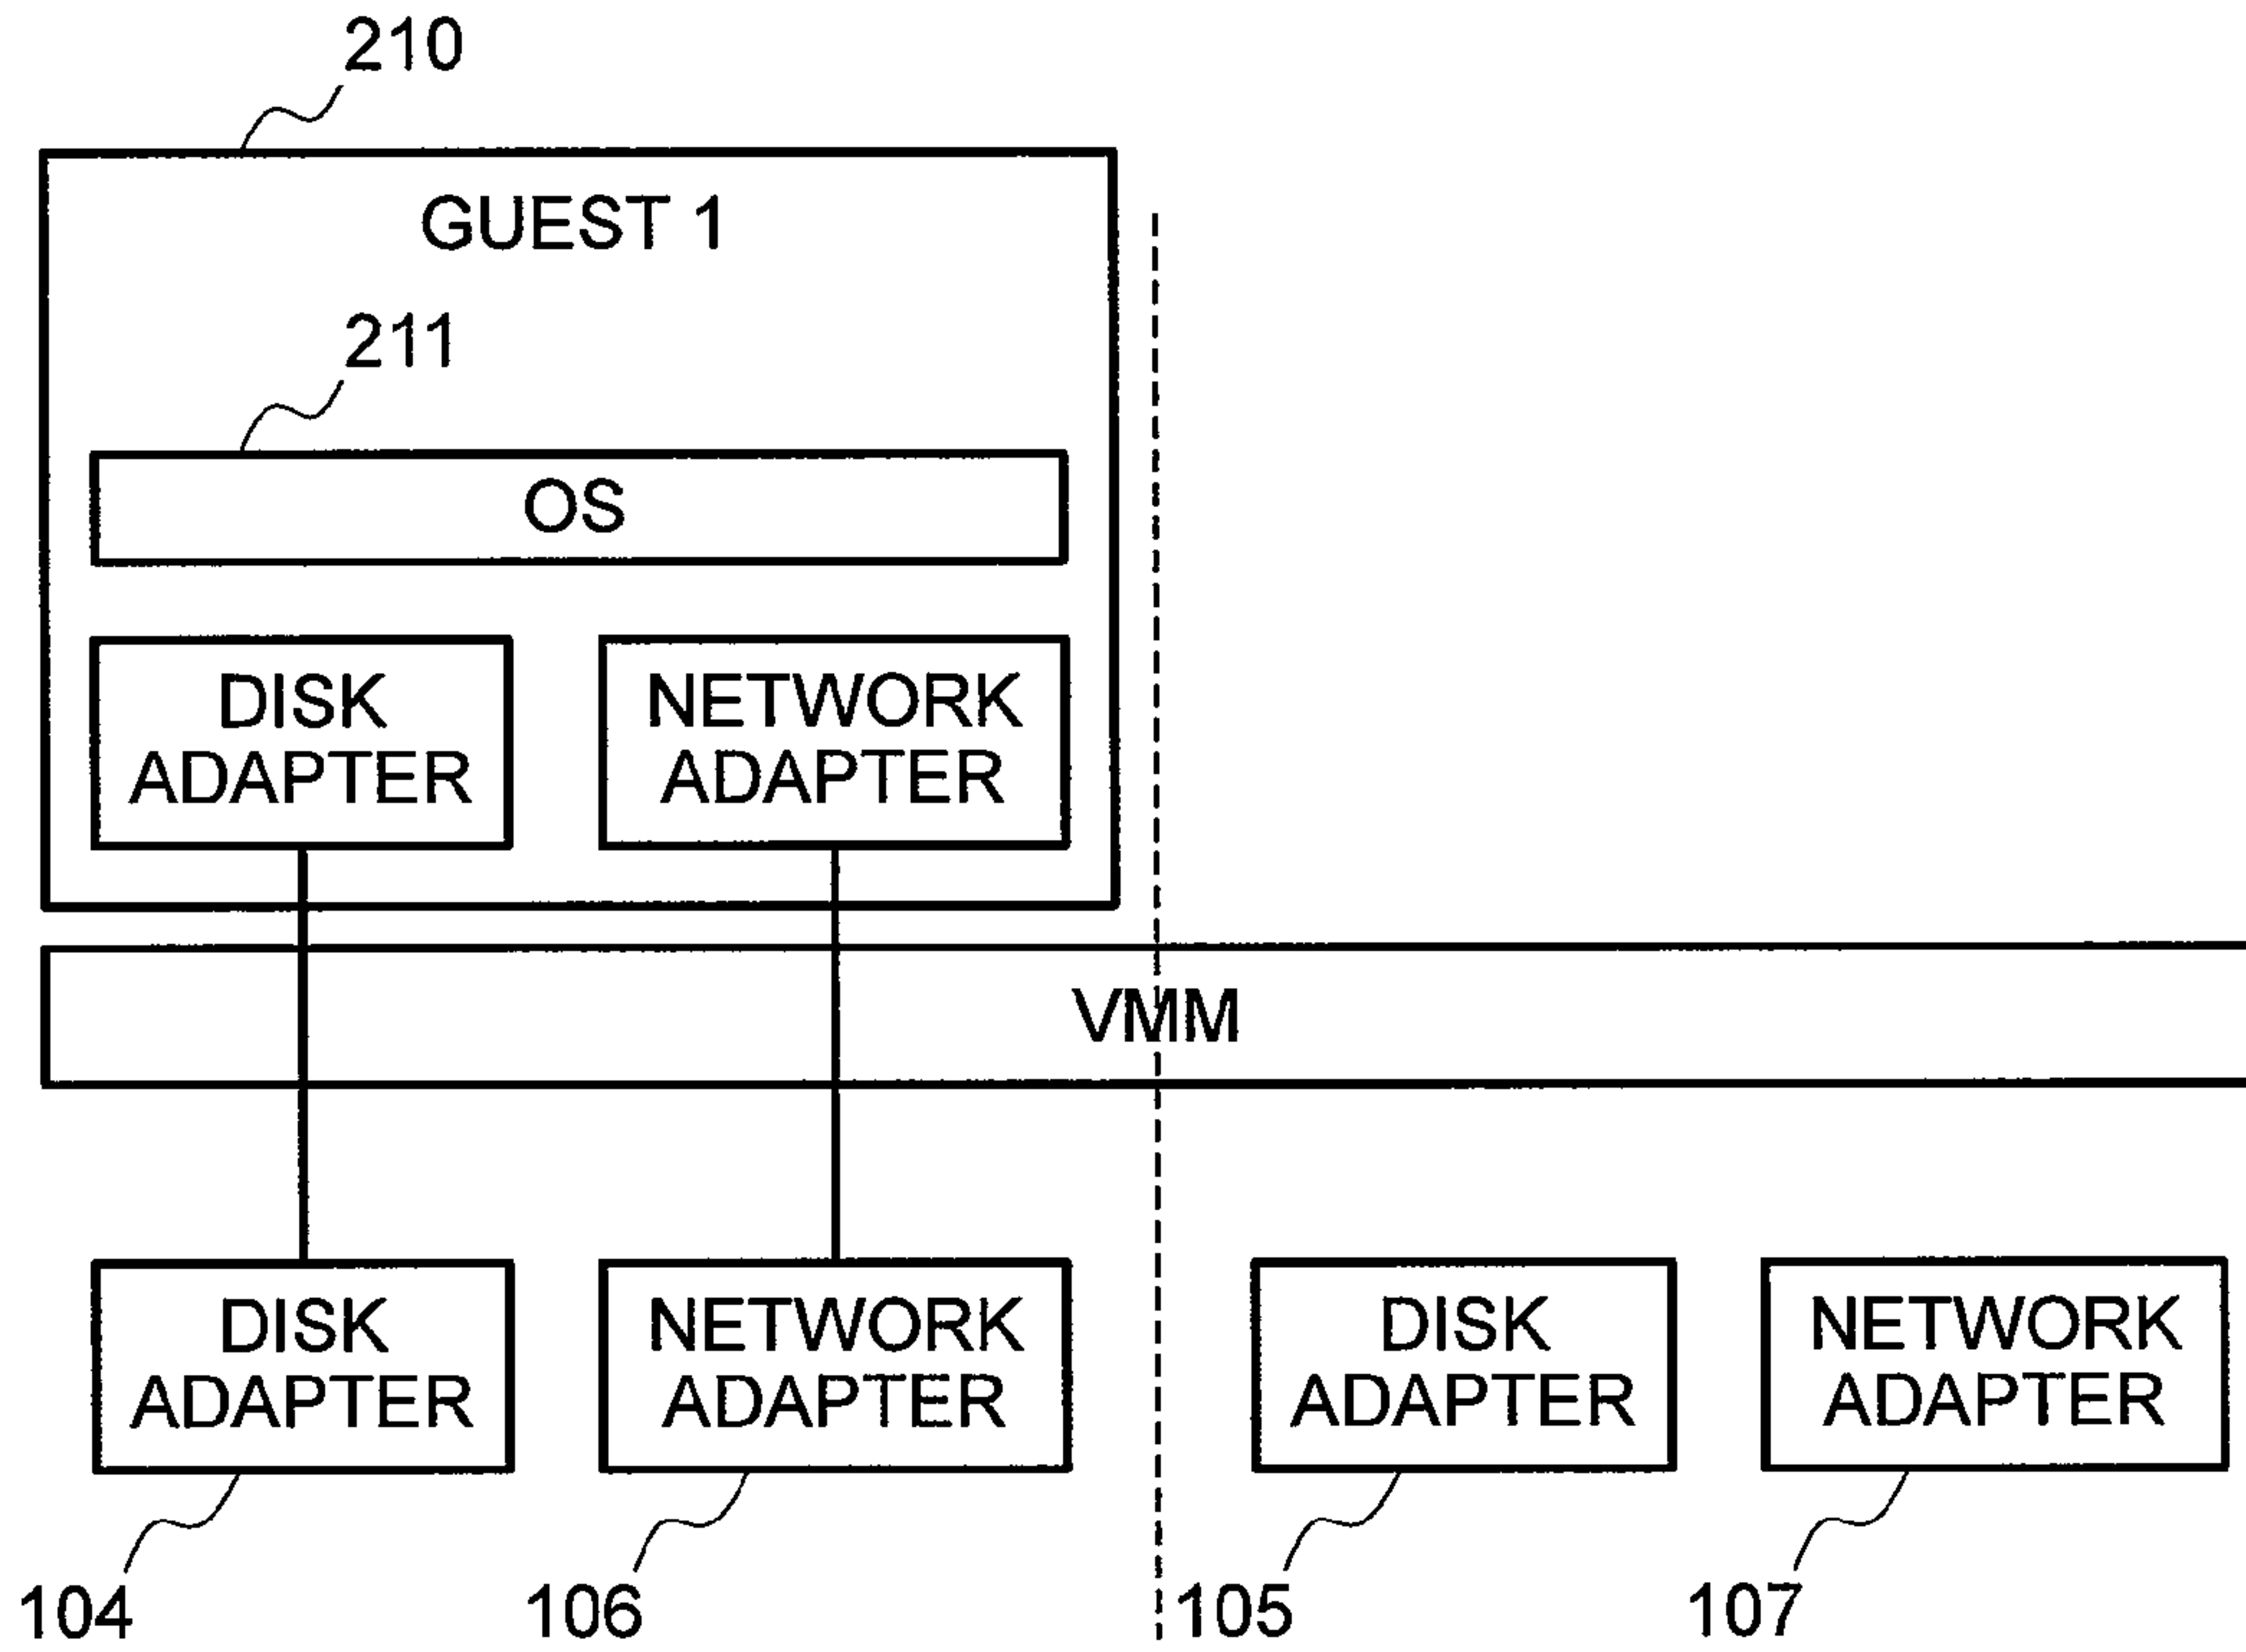 210
GUEST 1
211
OS
DISK
ADAPTER
NETWORK
ADAPTER
VMM
DISK
ADAPTER
NETWORK
ADAPTER
DISK
ADAPTER
NETWORK
ADAPTER
104
106
105
107